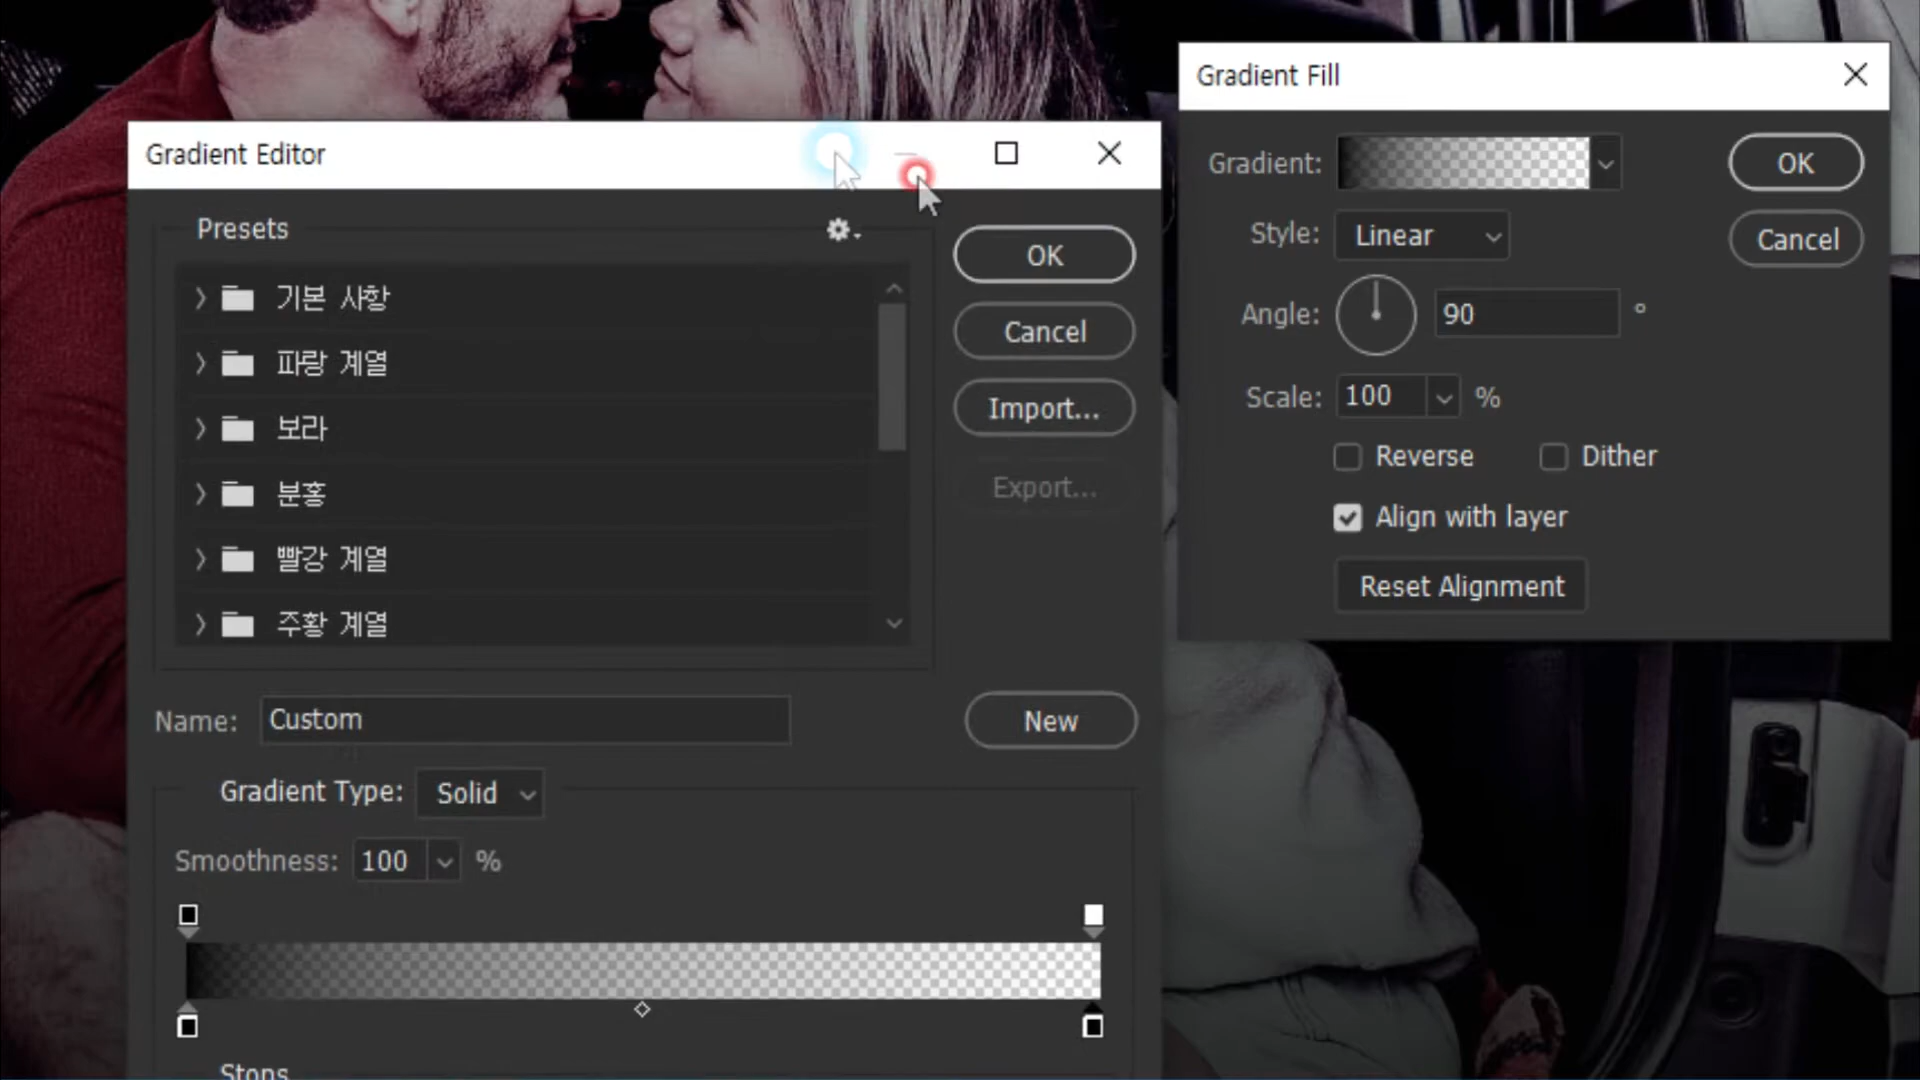 Gradient Editor
Presets
기본 사항
파랑 계열
보라
분홍
빨강 계열
주황 계열
OK
Cancel
Import...
Export...
Name: Custom
New
Gradient Type: Solid
Smoothness: 100 %
Stops
Gradient Fill
Gradient:
OK
Style: Linear
Cancel
Angle: 90 °
Scale: 100 %
Reverse Dither
Align with layer
Reset Alignment